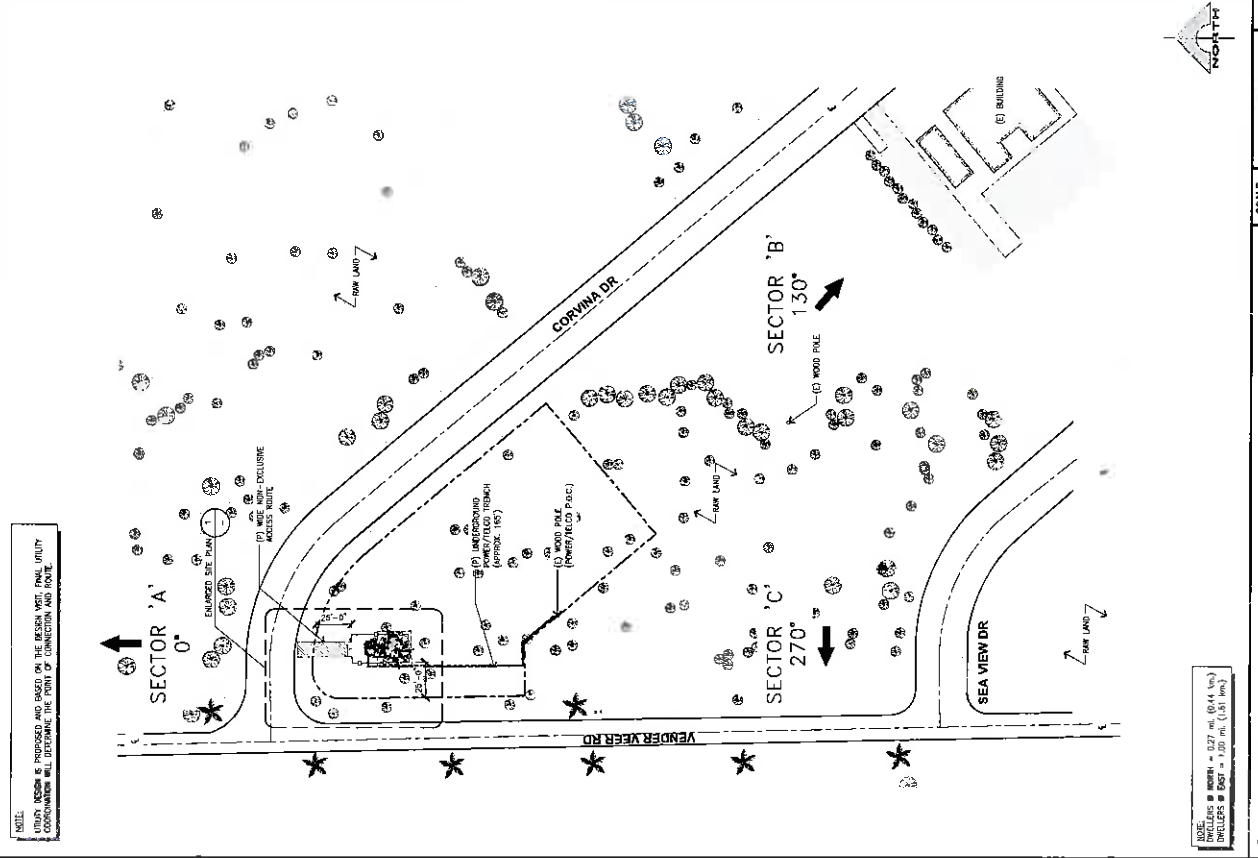 NOTE:
UTILITY DESIGN IS PROPOSED AND BASED ON THE DESIGN VISIT. FINAL UTILITY
COORDINATION WILL DETERMINE THE POINT OF CONNECTION AND ROUTE.
NORTH
SECTOR 'A'
0°
ENLARGED SITE PLAN
1
(P) WIDE NON-EXCLUSIVE
ACCESS ROUTE
25'-0"
25'-0"
RAW LAND
CORVINA DR
(E) BUILDING
SECTOR 'B'
130°
(E) WOOD POLE
(P) UNDERGROUND
POWER/TELCO TRENCH
(APPROX. 165')
(E) WOOD POLE
(POWER/TELCO P.O.C.)
RAW LAND
SECTOR 'C'
270°
VENDER VEER RD
SEA VIEW DR
RAW LAND
NOTE:
DWELLERS @ NORTH = 0.27 mi. (0.44 km.)
DWELLERS @ EAST = 1.00 mi. (1.61 km.)